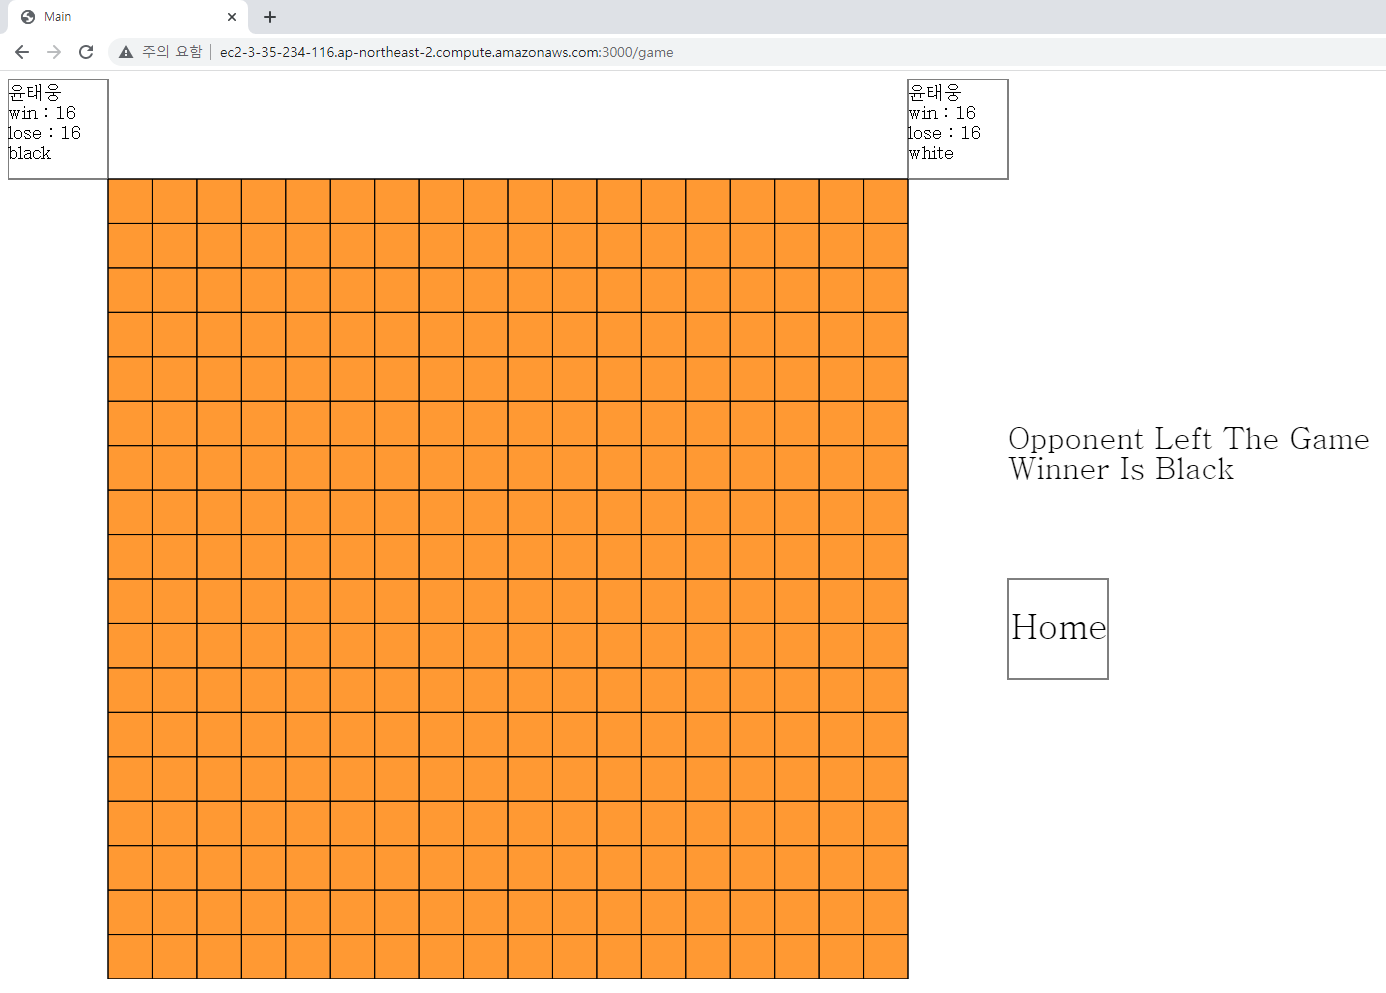 Main
주의 요함 ec2-3-35-234-116.ap-northeast-2.compute.amazonaws.com:3000/game
윤태웅
win : 16
lose : 16
black
윤태웅
win : 16
lose : 16
white
Opponent Left The Game
Winner Is Black
Home